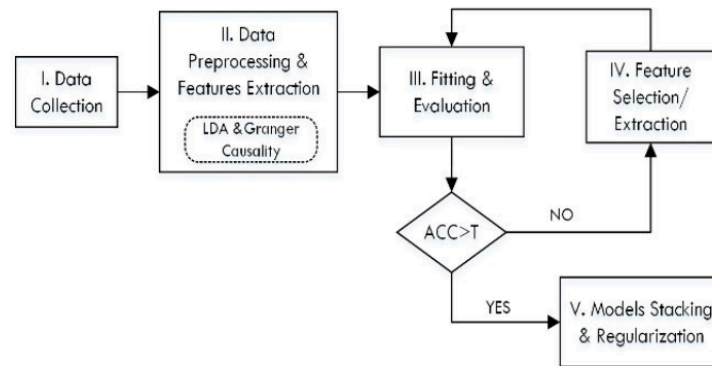 I. Data
Collection
II. Data
Preprocessing &
Features Extraction
LDA & Granger
Causality
III. Fitting &
Evaluation
IV. Feature
Selection/
Extraction
ACC>T
NO
YES
V. Models Stacking
& Regularization